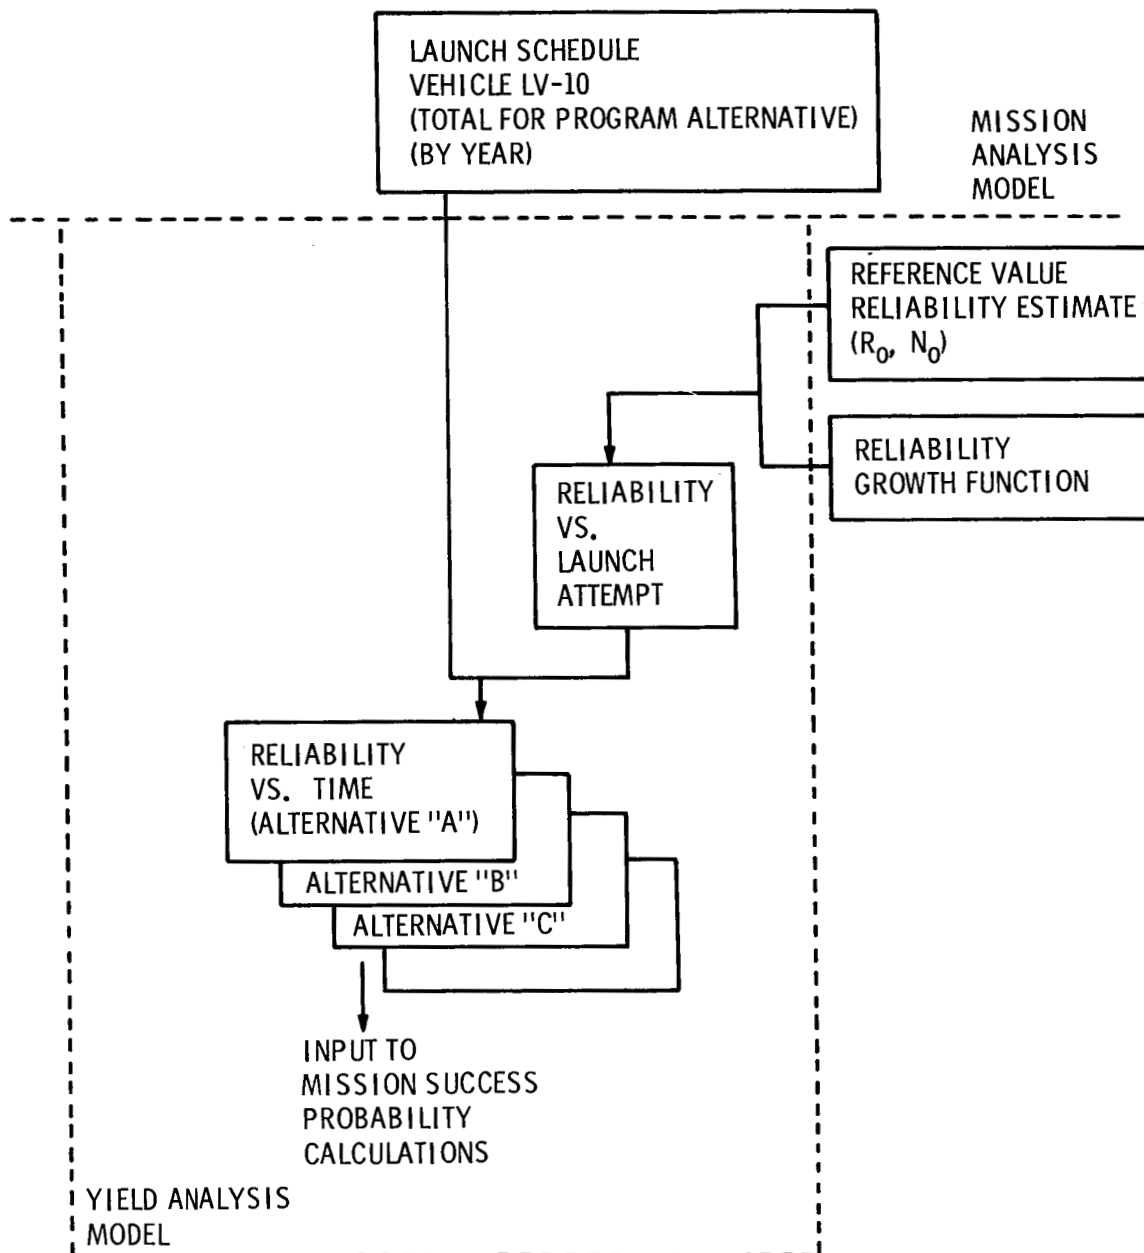 LAUNCH SCHEDULE
VEHICLE LV-10
(TOTAL FOR PROGRAM ALTERNATIVE)
(BY YEAR)
MISSION
ANALYSIS
MODEL
REFERENCE VALUE
RELIABILITY ESTIMATE
(R₀, N₀)
RELIABILITY
GROWTH FUNCTION
RELIABILITY
VS.
LAUNCH
ATTEMPT
RELIABILITY
VS. TIME
(ALTERNATIVE "A")
ALTERNATIVE "B"
ALTERNATIVE "C"
INPUT TO
MISSION SUCCESS
PROBABILITY
CALCULATIONS
YIELD ANALYSIS
MODEL